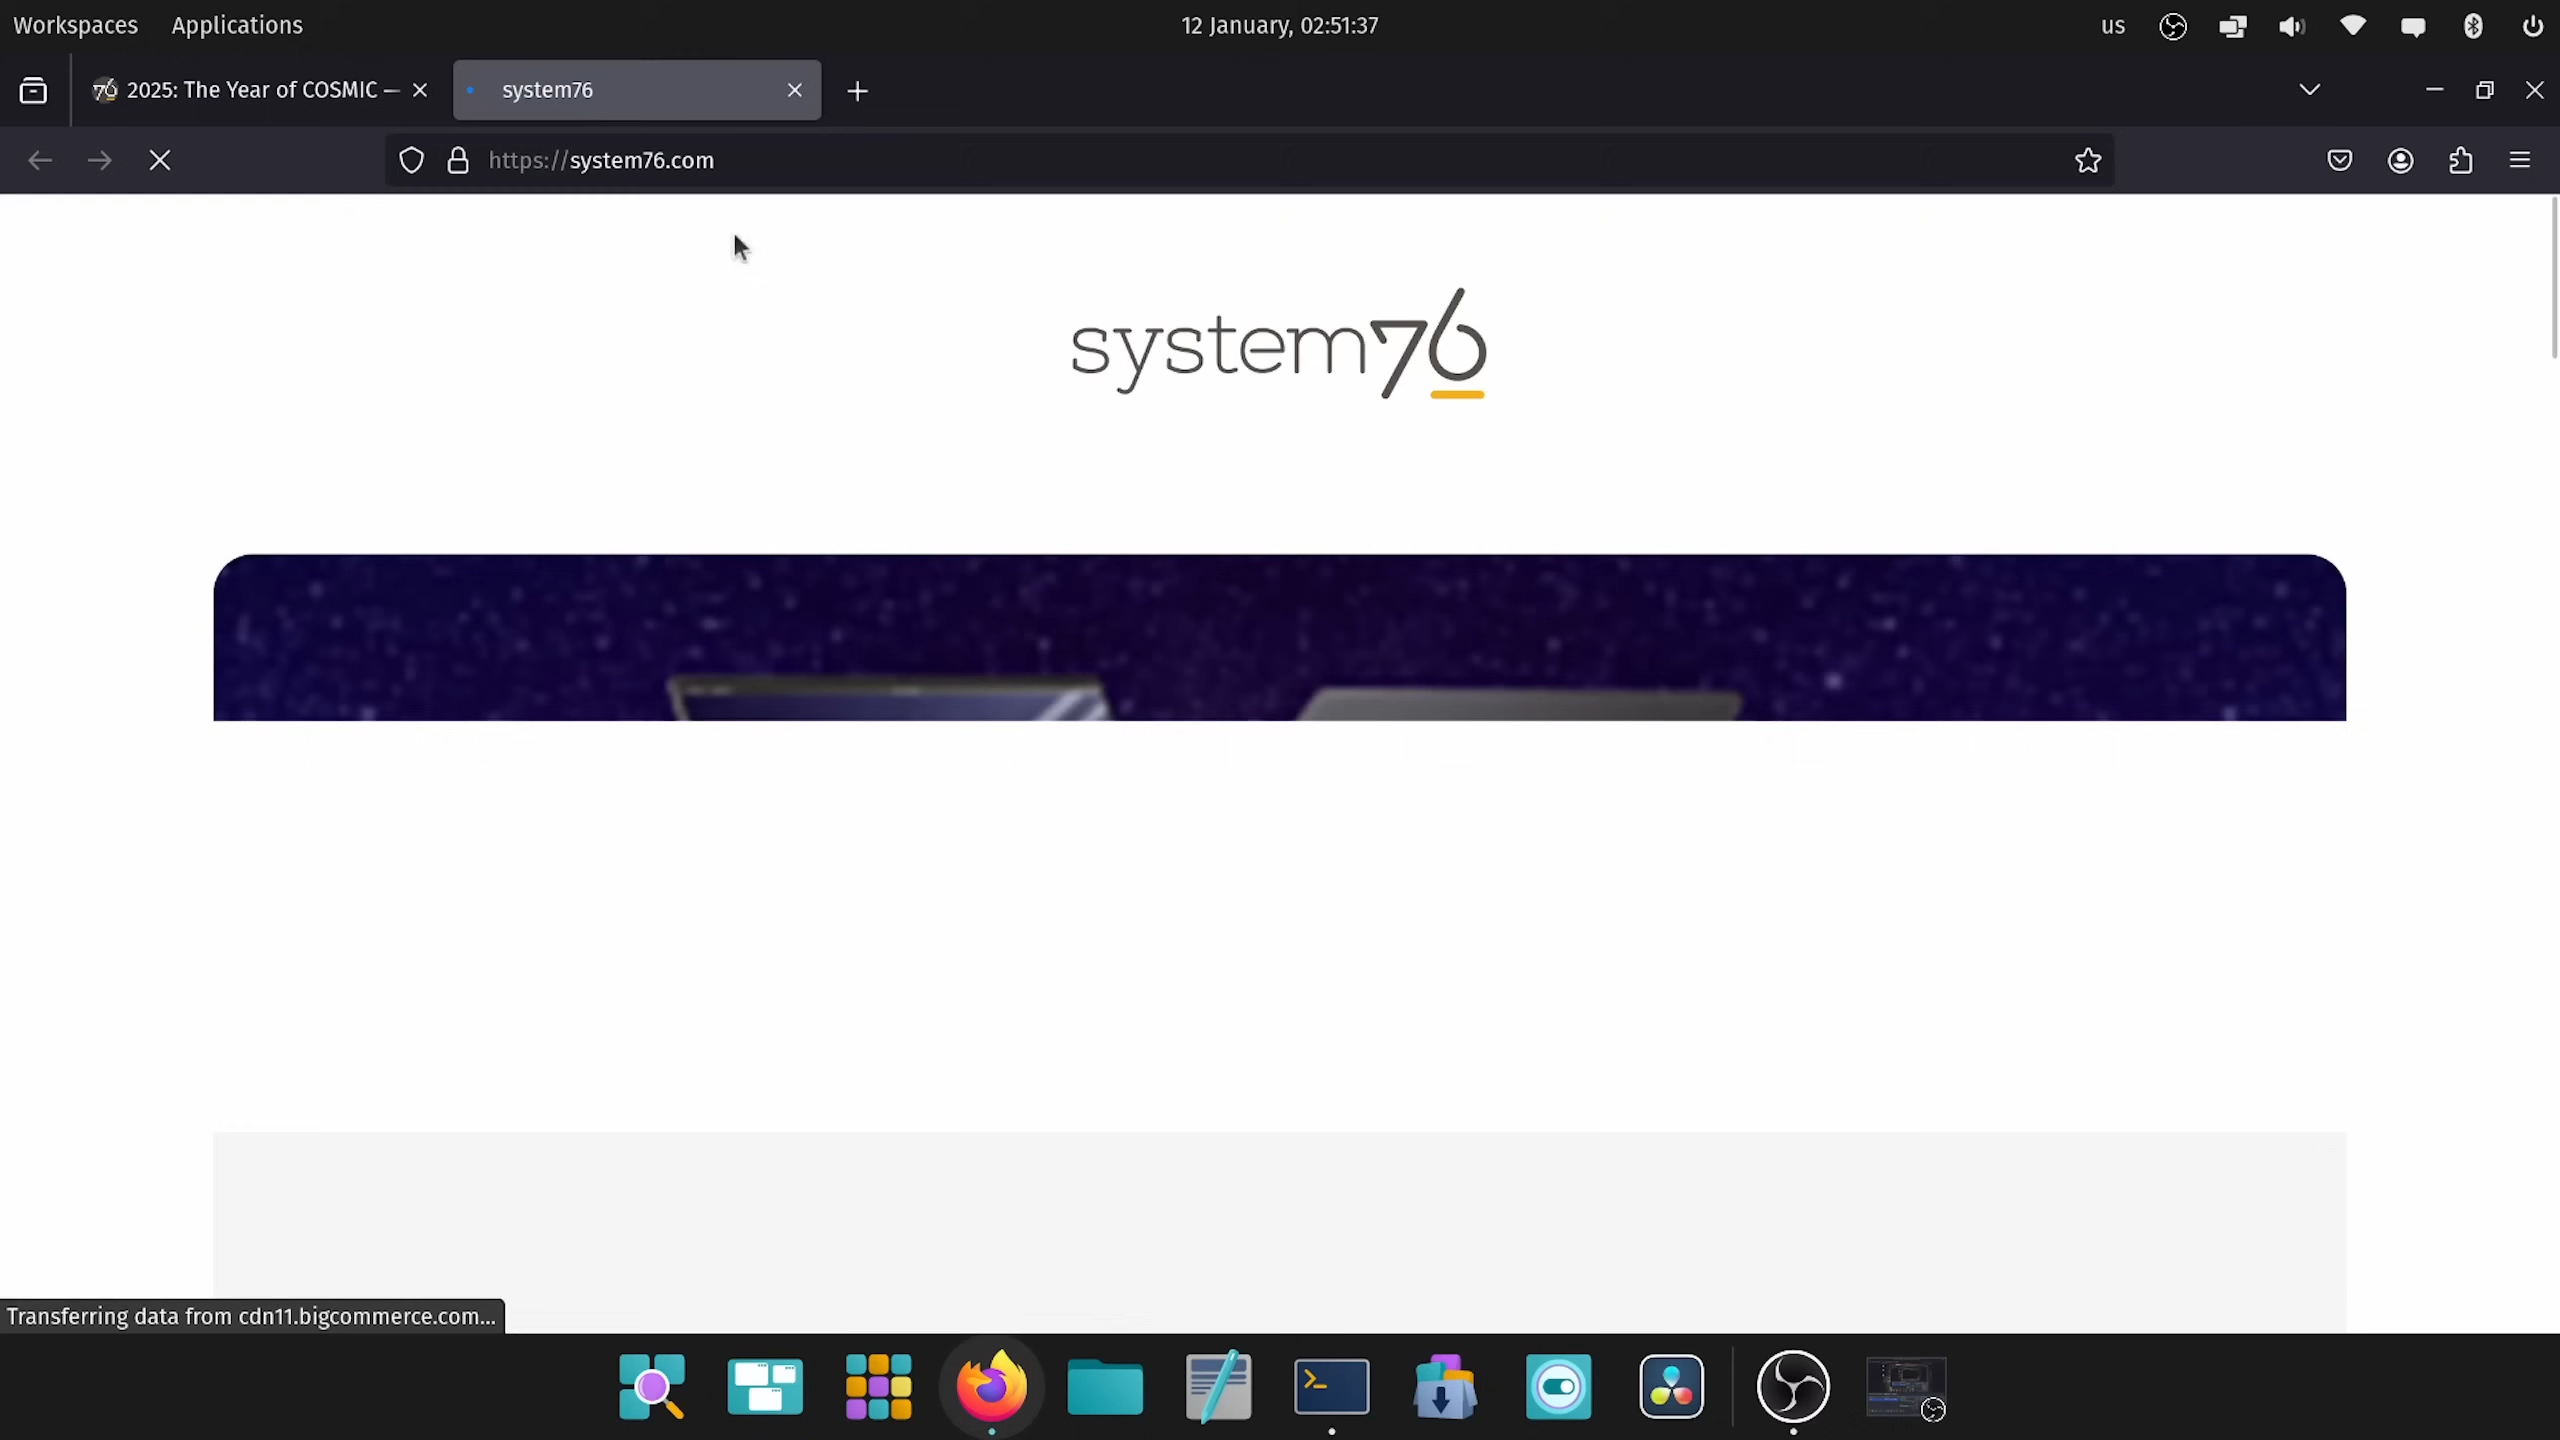 Workspaces Applications 12 January, 02:51:37 us
2025: The Year of COSMIC — system76
https://system76.com
system76
Transferring data from cdn11.bigcommerce.com...